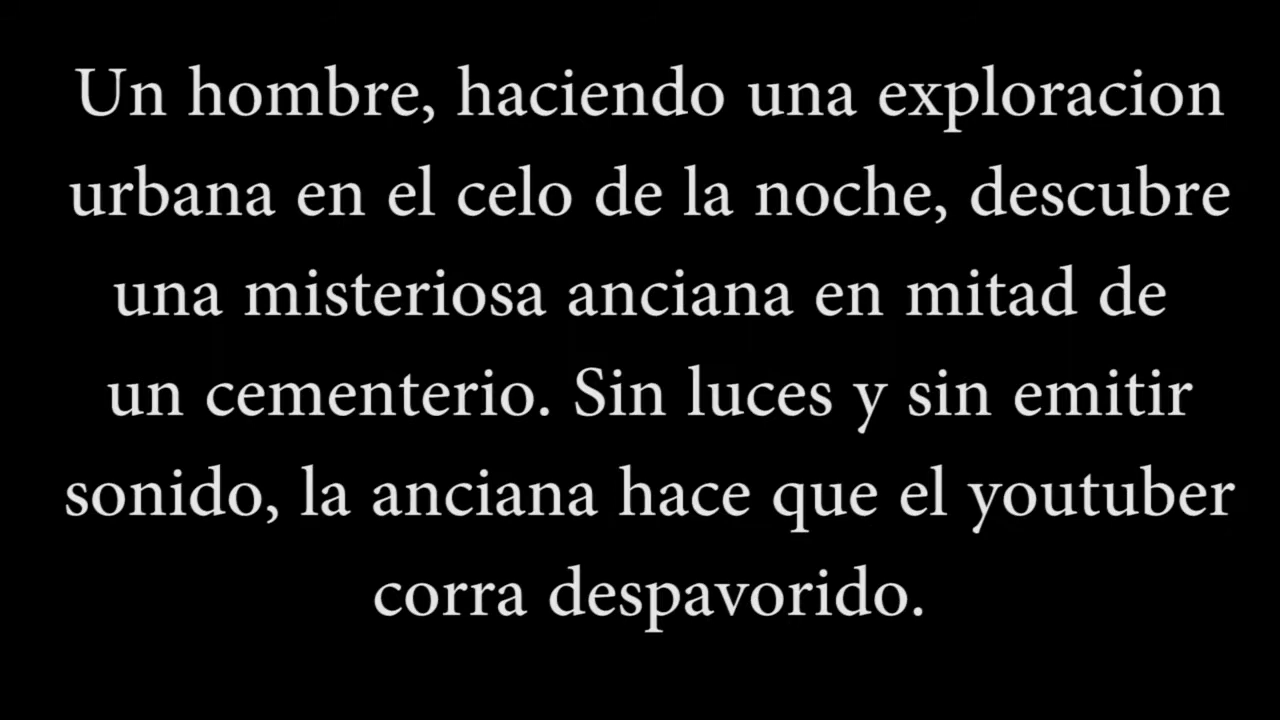 Un hombre, haciendo una exploracion
urbana en el celo de la noche, descubre
una misteriosa anciana en mitad de
un cementerio. Sin luces y sin emitir
sonido, la anciana hace que el youtuber
corra despavorido.